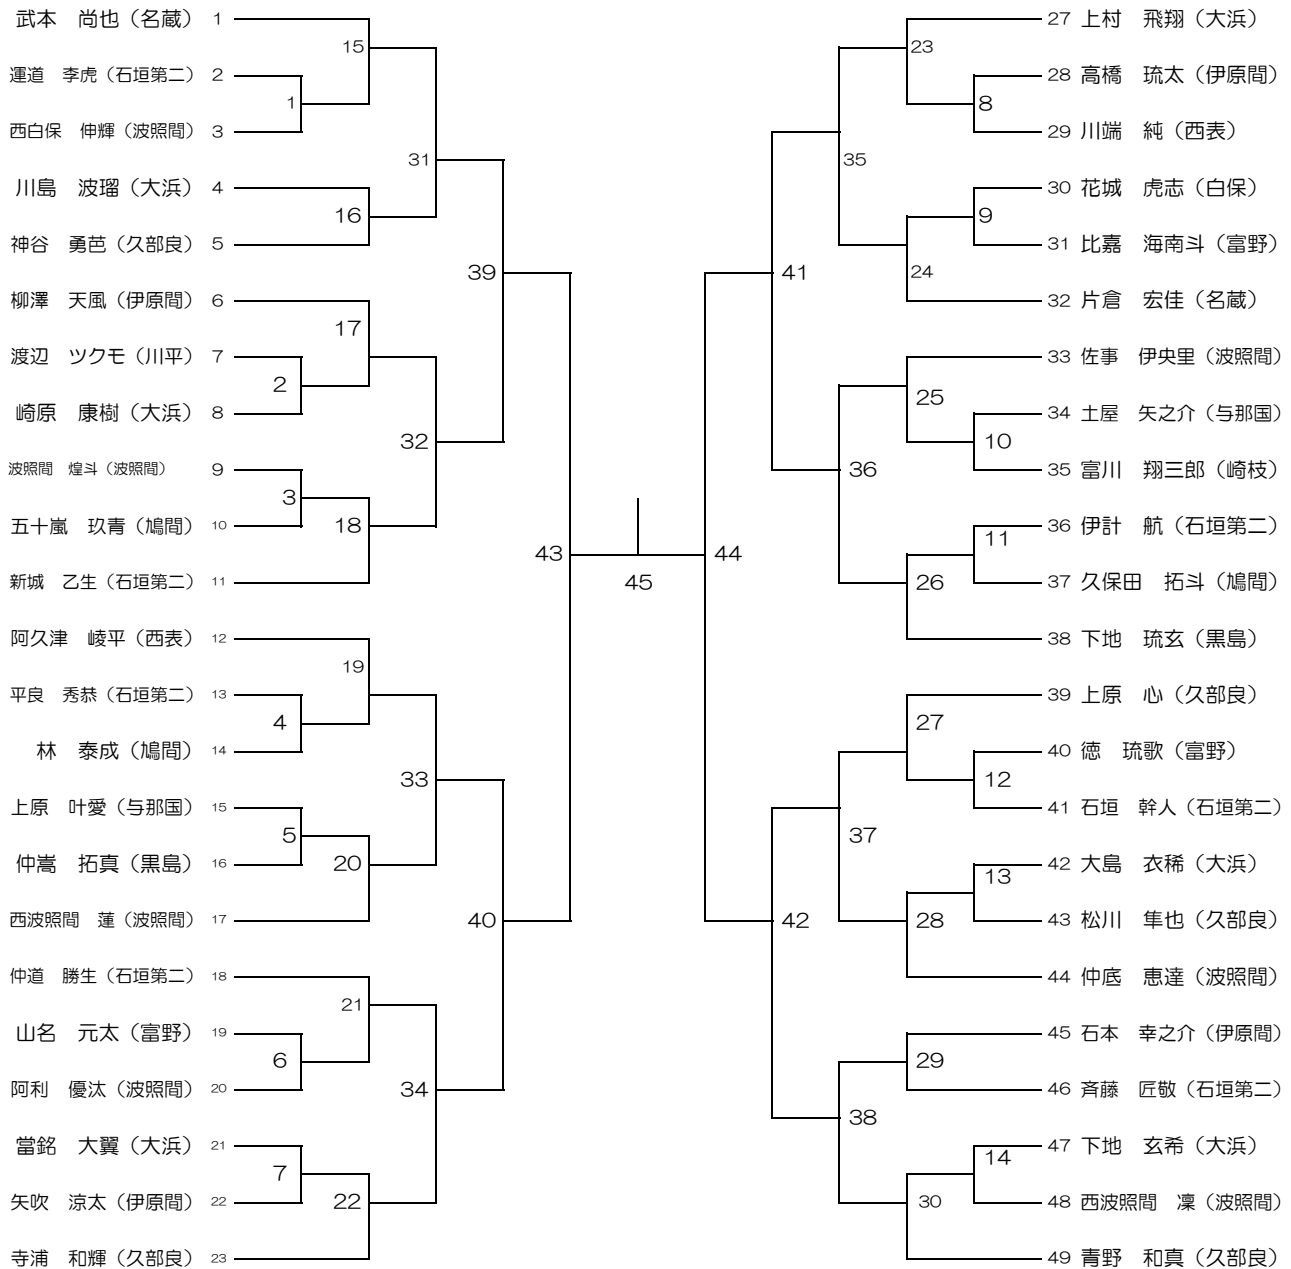 武本　尚也（名蔵） 1
運道　李虎（石垣第二） 2
西白保　伸輝（波照間） 3
川島　波瑠（大浜） 4
神谷　勇芭（久部良） 5
柳澤　天風（伊原間） 6
渡辺　ツクモ（川平） 7
崎原　康樹（大浜） 8
波照間　煌斗（波照間） 9
五十嵐　玖青（鳩間） 10
新城　乙生（石垣第二） 11
阿久津　崚平（西表） 12
平良　秀恭（石垣第二） 13
林　泰成（鳩間） 14
上原　叶愛（与那国） 15
仲嵩　拓真（黒島） 16
西波照間　蓮（波照間） 17
仲道　勝生（石垣第二） 18
山名　元太（富野） 19
阿利　優汰（波照間） 20
當銘　大翼（大浜） 21
矢吹　涼太（伊原間） 22
寺浦　和輝（久部良） 23
1
2
3
4
5
6
7
15
16
17
18
19
20
21
22
31
32
33
34
39
40
43
45
44
41
42
35
36
37
38
23
24
25
26
27
28
29
30
8
9
10
11
12
13
14
27 上村　飛翔（大浜）
28 高橋　琉太（伊原間）
29 川端　純（西表）
30 花城　虎志（白保）
31 比嘉　海南斗（富野）
32 片倉　宏佳（名蔵）
33 佐事　伊央里（波照間）
34 土屋　矢之介（与那国）
35 富川　翔三郎（崎枝）
36 伊計　航（石垣第二）
37 久保田　拓斗（鳩間）
38 下地　琉玄（黒島）
39 上原　心（久部良）
40 徳　琉歌（富野）
41 石垣　幹人（石垣第二）
42 大島　衣稀（大浜）
43 松川　隼也（久部良）
44 仲底　恵達（波照間）
45 石本　幸之介（伊原間）
46 斉藤　匠敬（石垣第二）
47 下地　玄希（大浜）
48 西波照間　凜（波照間）
49 青野　和真（久部良）